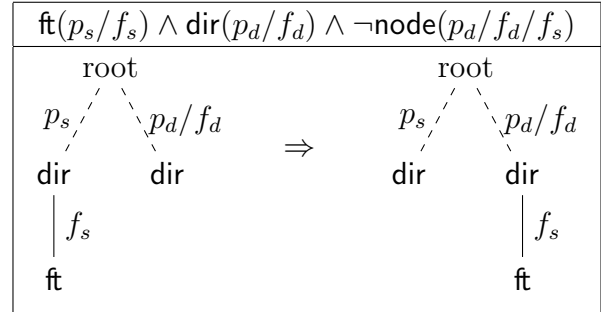 ft(p_s/f_s) ∧ dir(p_d/f_d) ∧ ¬node(p_d/f_d/f_s)
root root
p_s p_d/f_d p_s p_d/f_d
⇒
dir dir dir dir
f_s f_s
ft ft